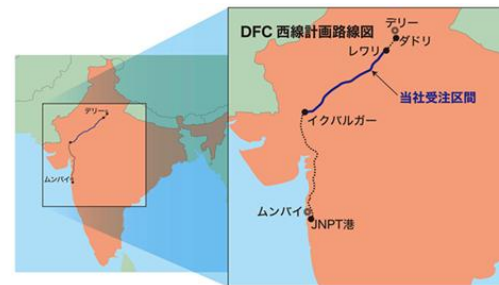 DFC 西線計画路線図
デリー
ダドリ
レワリ
当社受注区間
イクバルガー
ムンバイ
JNPT港
デリー
ムンバイ